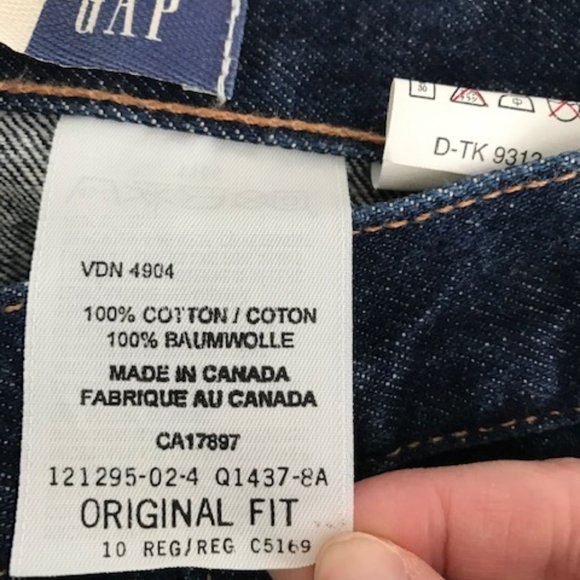 GAP
30
D-TK 9313
VDN 4904
100% COTTON / COTON
100% BAUMWOLLE
MADE IN CANADA
FABRIQUE AU CANADA
CA17897
121295-02-4 Q1437-8A
ORIGINAL FIT
10 REG/REG C5169